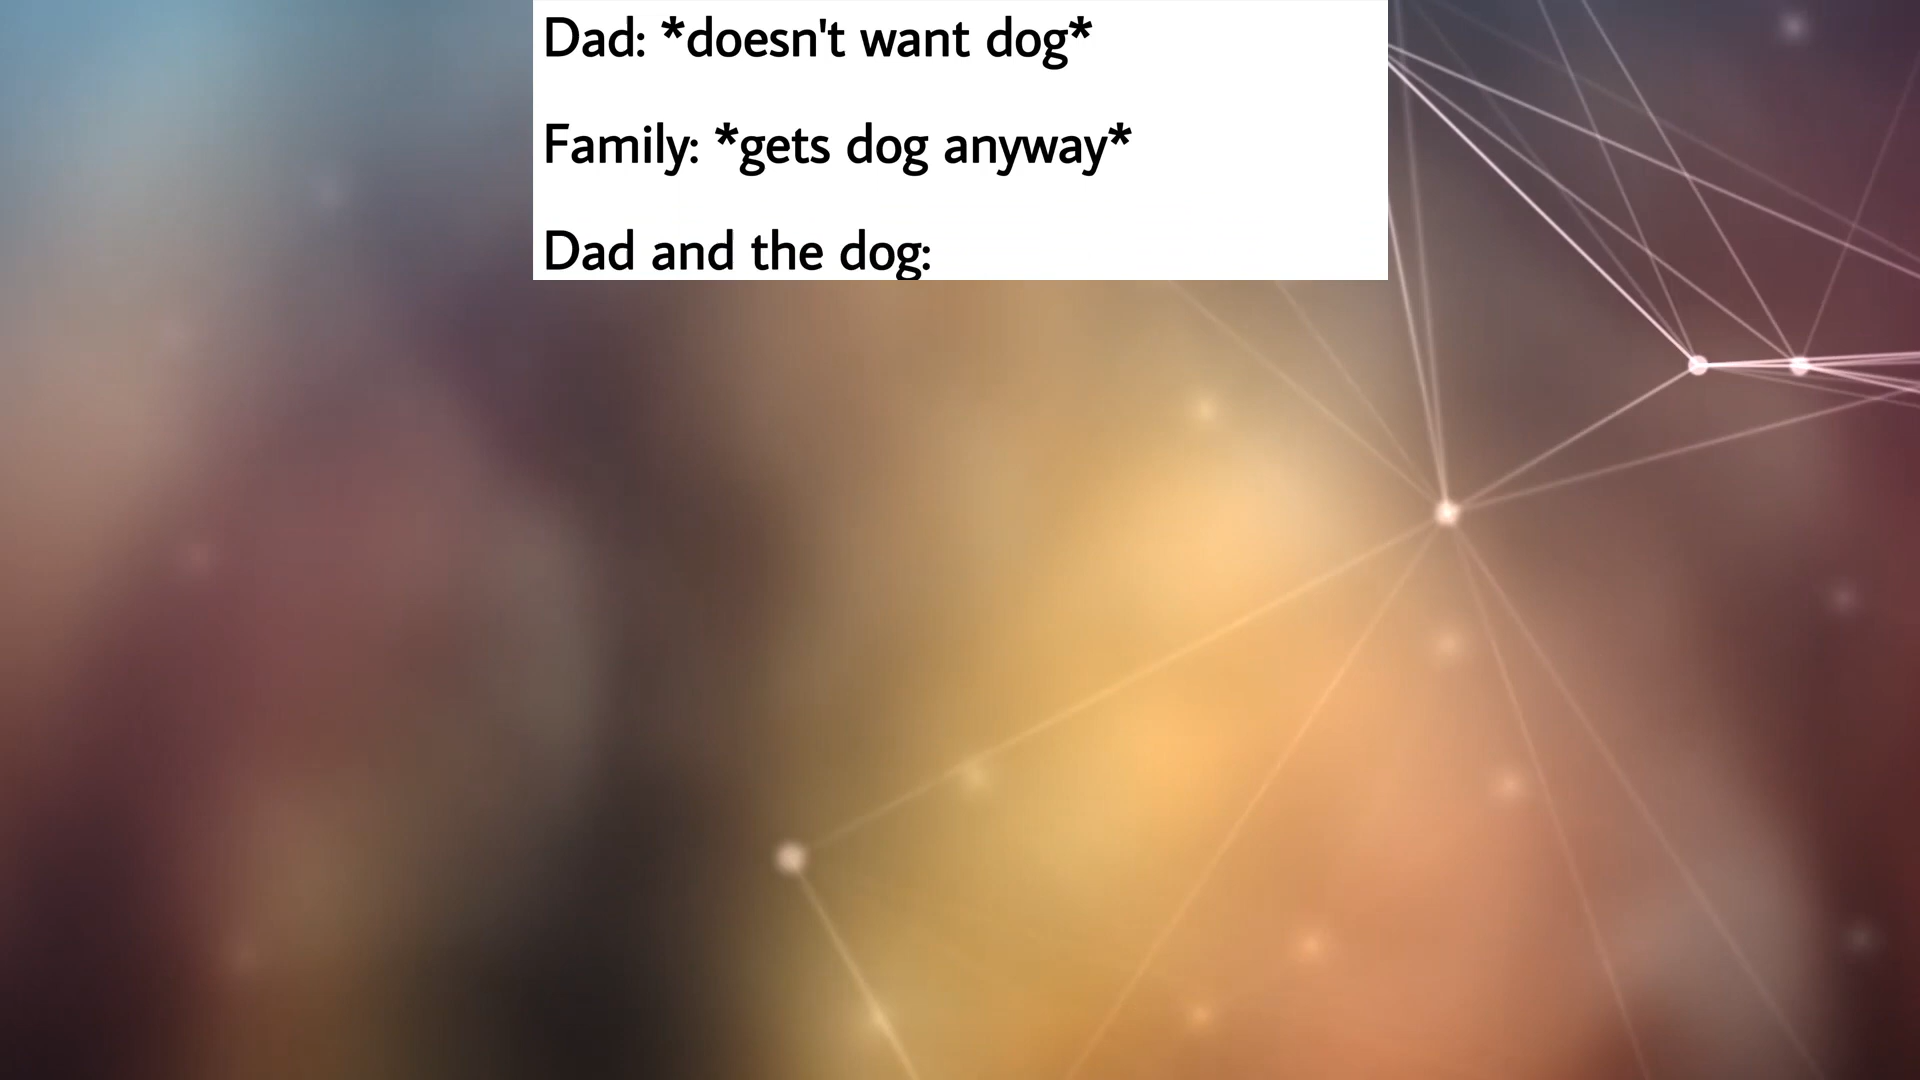 Dad: *doesn't want dog*
Family: *gets dog anyway*
Dad and the dog: